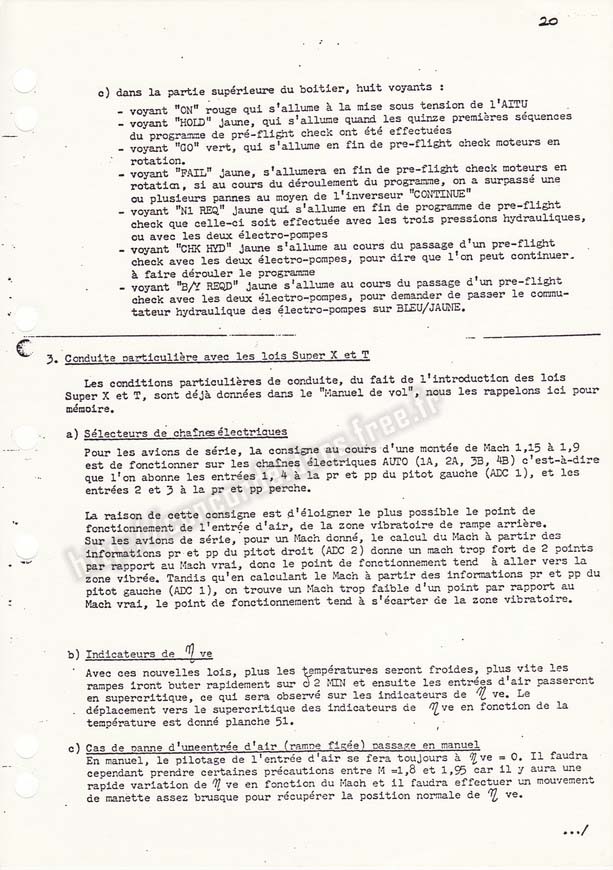 20
c) dans la partie supérieure du boitier, huit voyants :
- voyant "ON" rouge qui s'allume à la mise sous tension de l'AITU
- voyant "HOLD" jaune, qui s'allume quand les quinze premières séquences
du programe de pré-flight check ont été effectuées
- voyant "GO" vert, qui s'allume en fin de pre-flight check moteurs en
rotation.
- voyant "FAIL" jaune, s'allumera en fin de pre-flight check moteurs en
rotation, si au cours du déroulement du programme, on a surpassé une
ou plusieurs pannes au moyen de l'inverseur "CONTINUE"
- voyant "N1 REQ" jaune qui s'allume en fin de programme de pre-flight
check que celle-ci soit effectuée avec les trois pressions hydrauliques,
ou avec les deux électro-pompes
- voyant "CHK HYD" jaune s'allume au cours du passage d'un pre-flight
check avec les deux électro-pompes, pour dire que l'on peut continuer
à faire dérouler le programme
- voyant "B/Y REQD" jaune s'allume au cours du passage d'un pre-flight
check avec les deux électro-pompes, pour demander de passer le commu-
tateur hydraulique des électro-pompes sur BLEU/JAUNE.
3. Conduite particulière avec les lois Super X et T
Les conditions particulières de conduite, du fait de l'introduction des lois
Super X et T, sont déjà données dans le "Manuel de vol", nous les rappelons ici pour
mémoire.
a) Sélecteurs de chaînes électriques
Pour les avions de série, la consigne au cours d'une montée de Mach 1,15 à 1,9
est de fonctionner sur les chaînes électriques AUTO (1A, 2A, 3B, 4B) c'est-à-dire
que l'on abonne les entrées 1, 4 à la pr et pp du pitot gauche (ADC 1), et les
entrées 2 et 3 à la pr et pp perche.
La raison de cette consigne est d'éloigner le plus possible le point de
fonctionnement de l'entrée d'air, de la zone vibratoire de rampe arrière.
Sur les avions de série, pour un Mach donné, le calcul du Mach à partir des
informations pr et pp du pitot droit (ADC 2) donne un mach trop fort de 2 points
par rapport au Mach vrai, donc le point de fonctionnement tend à aller vers la
zone vibrée. Tandis qu'en calculant le Mach à partir des informations pr et pp du
pitot gauche (ADC 1), on trouve un Mach trop faible d'un point par rapport au
Mach vrai, le point de fonctionnement tend à s'écarter de la zone vibratoire.
b) Indicateurs de η ve
Avec ces nouvelles lois, plus les températures seront froides, plus vite les
rampes iront buter rapidement sur δ 2 MIN et ensuite les entrées d'air passeront
en supercritique, ce qui sera observé sur les indicateurs de η ve. Le
déplacement vers le supercritique des indicateurs de η ve en fonction de la
température est donné planche 51.
c) Cas de panne d'uneentrée d'air (rampe figée) passage en manuel
En manuel, le pilotage de l'entrée d'air se fera toujours à η ve = 0. Il faudra
cependant prendre certaines précautions entre M =1,8 et 1,95 car il y aura une
rapide variation de η ve en fonction du Mach et il faudra effectuer un mouvement
de manette assez brusque pour récupérer la position normale de η ve.
.../